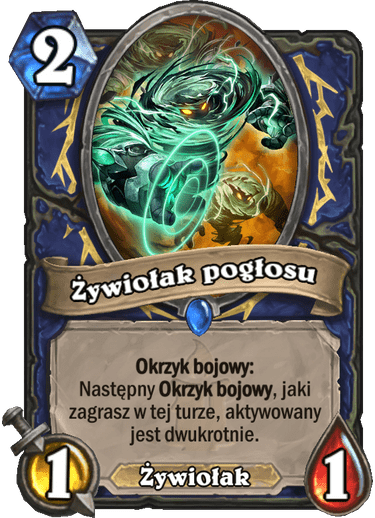 2
Żywiołak pogłosu
Okrzyk bojowy:
Następny Okrzyk bojowy, jaki
zagrasz w tej turze, aktywowany
jest dwukrotnie.
1
Żywiołak
1